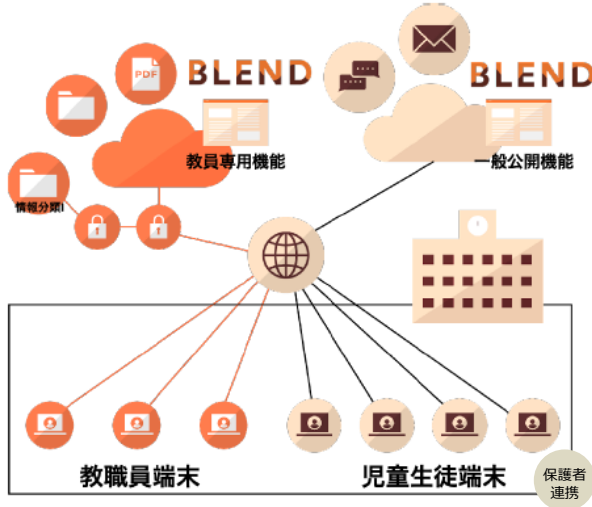 PDF
BLEND
BLEND
教員専用機能
一般公開機能
情報分類I
教職員端末
児童生徒端末
保護者
連携